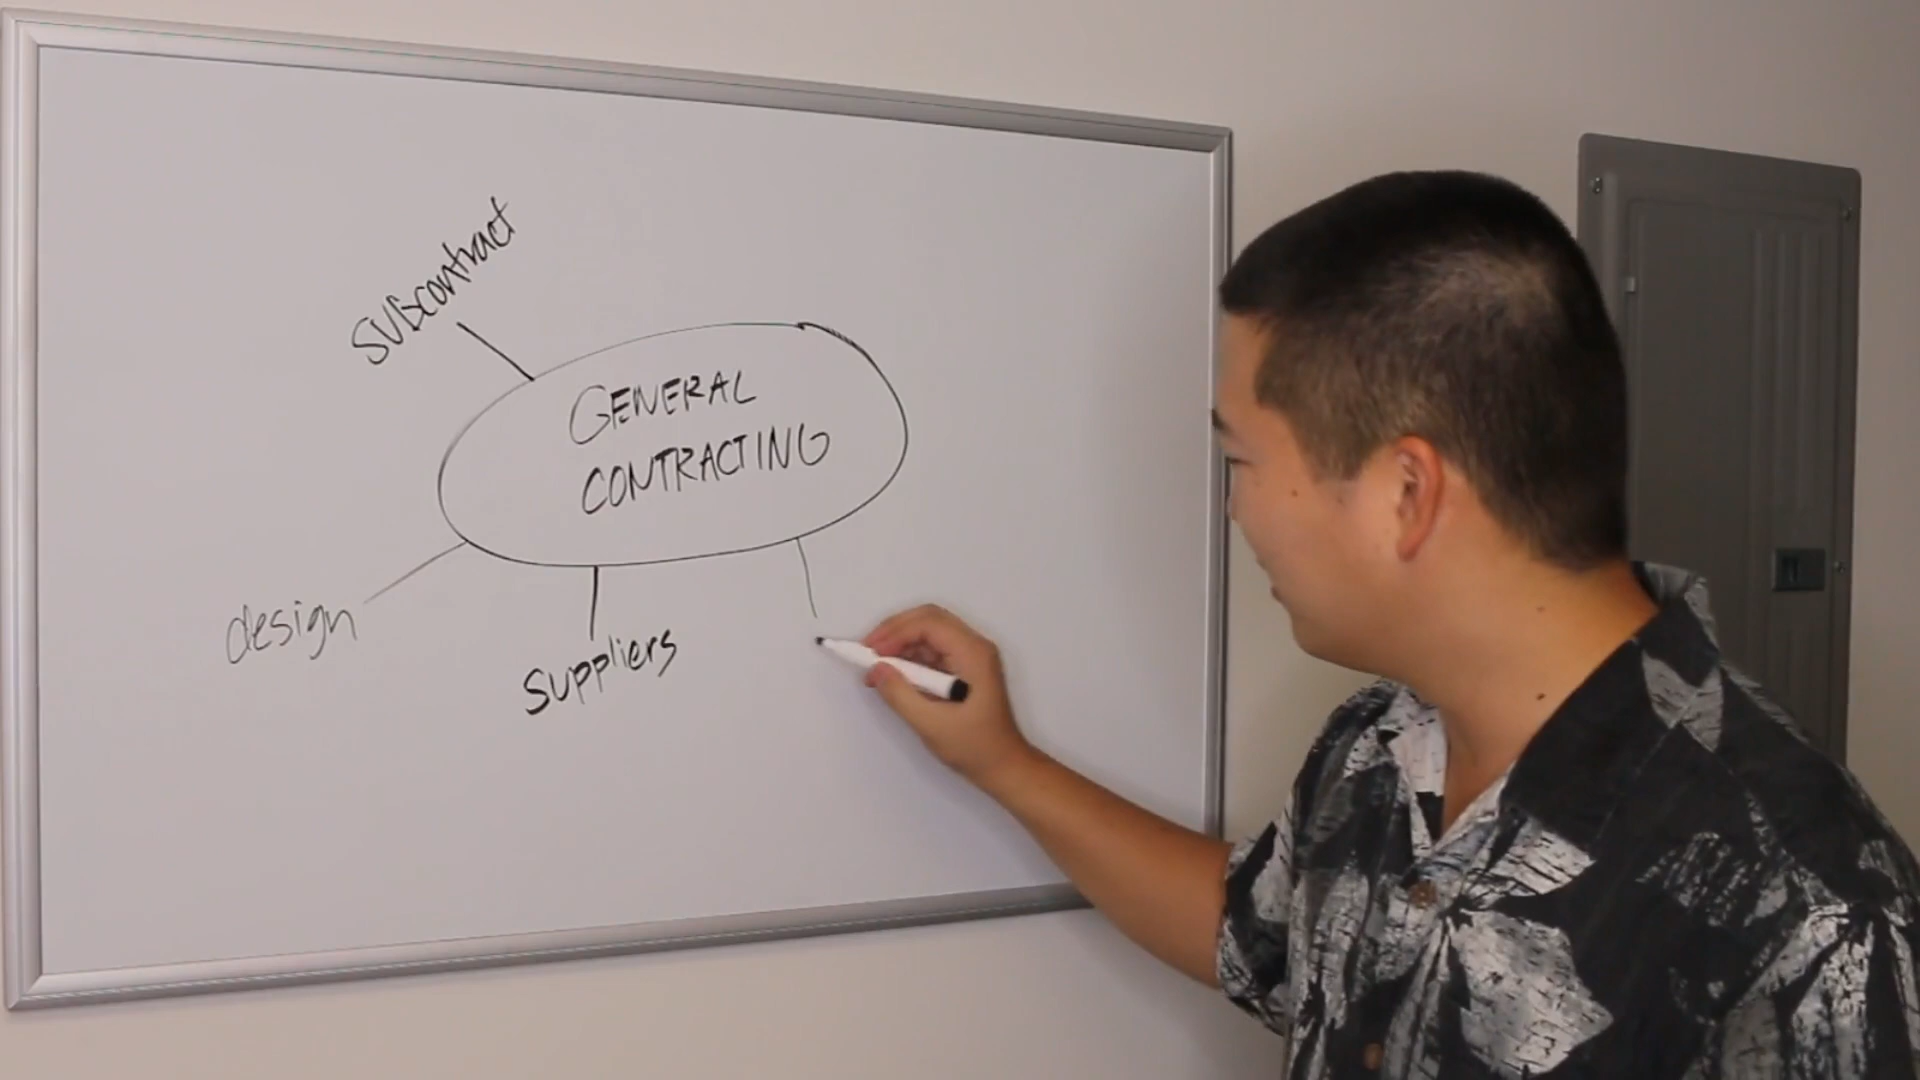 subcontract
GENERAL
CONTRACTING
design
suppliers